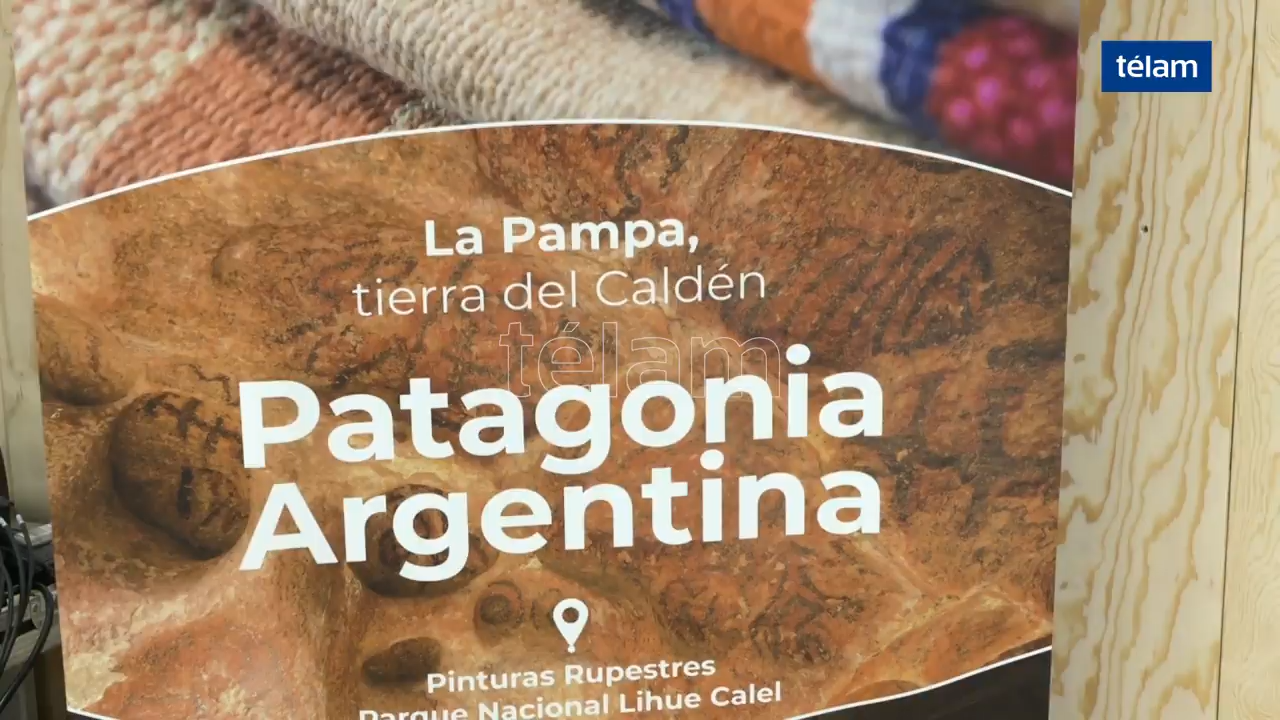 télam
La Pampa,
tierra del Caldén
télam
Patagonia
Argentina
Pinturas Rupestres
Parque Nacional Lihue Calel